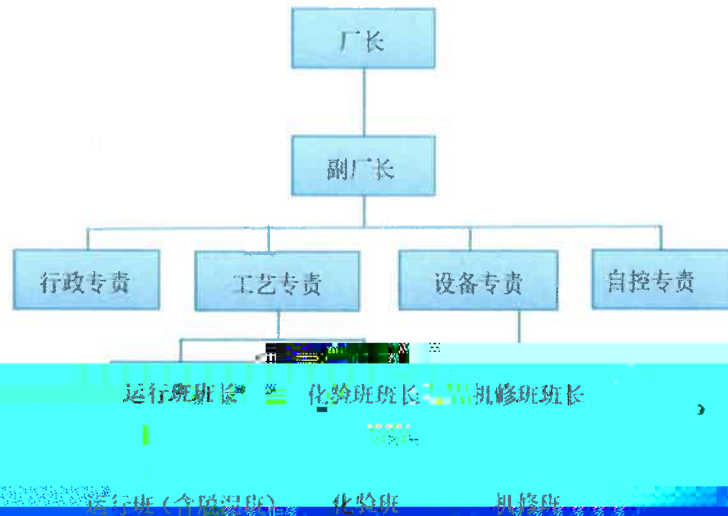 厂长
副厂长
行政专责 工艺专责 设备专责 自控专责
运行班班长 化验班班长 机修班班长
运行班（含脱泥班） 化验班 机修班